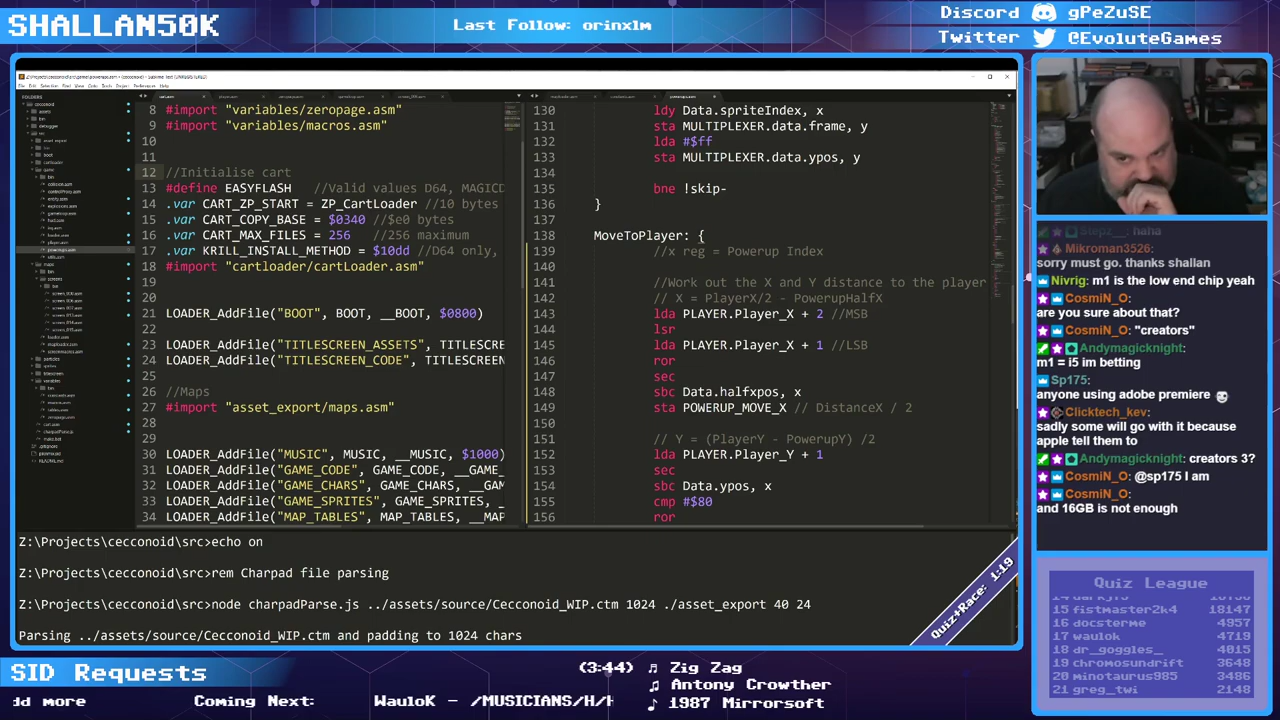 SHALLAN50K
Last Follow: orinxlm
Discord gPeZuSE
Twitter @EvoluteGames
FOLDERS
8 #import "variables/zeropage.asm"
9 #import "variables/macros.asm"
10
11
12 //Initialise cart
13 #define EASYFLASH //Valid values D64, MAGICD
14 .var CART_ZP_START = ZP_CartLoader //10 bytes
15 .var CART_COPY_BASE = $0340 //$e0 bytes
16 .var CART_MAX_FILES = 256 //256 maximum
17 .var KRILL_INSTALL_METHOD = $10dd //D64 only,
18 #import "cartloader/cartLoader.asm"
19
20
21 LOADER_AddFile("BOOT", BOOT, __BOOT, $0800)
22
23 LOADER_AddFile("TITLESCREEN_ASSETS", TITLESCRE
24 LOADER_AddFile("TITLESCREEN_CODE", TITLESCREEN
25
26 //Maps
27 #import "asset_export/maps.asm"
28
29
30 LOADER_AddFile("MUSIC", MUSIC, __MUSIC, $1000)
31 LOADER_AddFile("GAME_CODE", GAME_CODE, __GAME_
32 LOADER_AddFile("GAME_CHARS", GAME_CHARS, __GAM
33 LOADER_AddFile("GAME_SPRITES", GAME_SPRITES, _
34 LOADER_AddFile("MAP_TABLES", MAP_TABLES, __MAP
130 ldy Data.spriteIndex, x
131 sta MULTIPLEXER.data.frame, y
132 lda #$ff
133 sta MULTIPLEXER.data.ypos, y
134
135 bne !skip-
136 }
137
138 MoveToPlayer: {
139 //x reg = Powerup Index
140
141 //Work out the X and Y distance to the player
142 // X = PlayerX/2 - PowerupHalfX
143 lda PLAYER.Player_X + 2 //MSB
144 lsr
145 lda PLAYER.Player_X + 1 //LSB
146 ror
147 sec
148 sbc Data.halfxpos, x
149 sta POWERUP_MOVE_X // DistanceX / 2
150
151 // Y = (PlayerY - PowerupY) /2
152 lda PLAYER.Player_Y + 1
153 sec
154 sbc Data.ypos, x
155 cmp #$80
156 ror
Z:\Projects\cecconoid\src>echo on
Z:\Projects\cecconoid\src>rem Charpad file parsing
Z:\Projects\cecconoid\src>node charpadParse.js ../assets/source/Cecconoid_WIP.ctm 1024 ./asset_export 40 24
Parsing ../assets/source/Cecconoid_WIP.ctm and padding to 1024 chars
Quiz+Race: 1:19
Stepz__: hahaha
Mikroman3526:
sorry must go. thanks shallan
Nivrig: m1 is the low end chip yeah
CosmiN_O:
are you sure about that?
CosmiN_O: "creators"
Andymagicknight:
m1 = i5 im betting
Sp175:
anyone using adobe premiere
Clicktech_kev:
sadly some will go with it because
apple tell them to
Andymagicknight: creators 3?
CosmiN_O: @sp175 I am
CosmiN_O:
and 16GB is not enough
Quiz League
15 fistmaster2k4 18147
16 docsterme 4957
17 waulok 4719
18 dr_goggles_ 4015
19 chromosundrift 3648
20 minotaurus985 3486
21 greg_twi 2148
SID Requests
dd more Coming Next: WauloK - /MUSICIANS/H/H
(3:44) Zig Zag
Antony Crowther
1987 Mirrorsoft